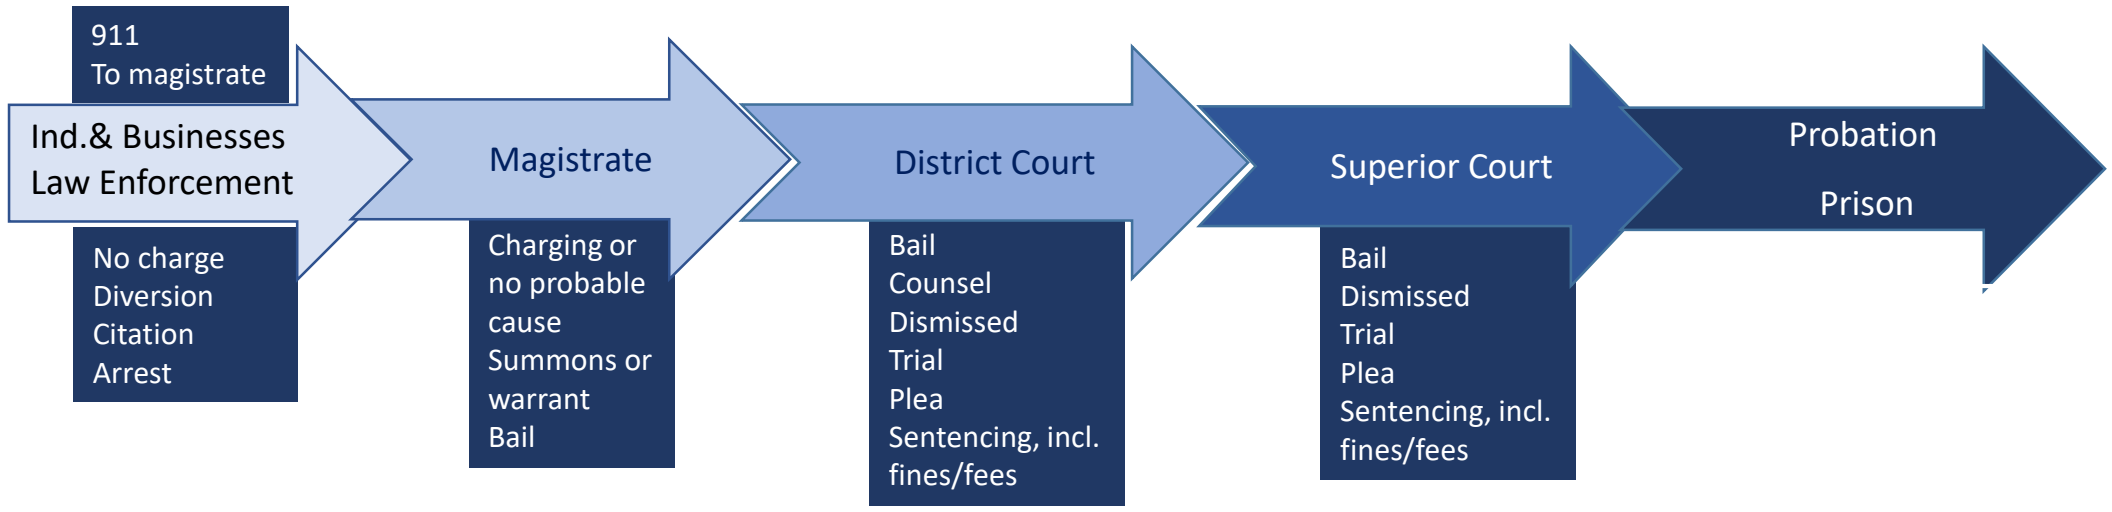 911
To magistrate
Ind.& Businesses
Law Enforcement
No charge
Diversion
Citation
Arrest
Magistrate
Charging or
no probable
cause
Summons or
warrant
Bail
District Court
Bail
Counsel
Dismissed
Trial
Plea
Sentencing, incl.
fines/fees
Superior Court
Bail
Dismissed
Trial
Plea
Sentencing, incl.
fines/fees
Probation
Prison